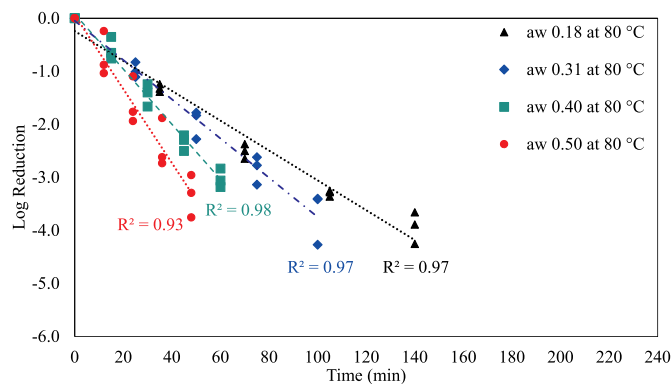 0.0
-1.0
-2.0
-3.0
-4.0
-5.0
-6.0
Log Reduction
aw 0.18 at 80 °C
aw 0.31 at 80 °C
aw 0.40 at 80 °C
aw 0.50 at 80 °C
R² = 0.93
R² = 0.98
R² = 0.97
R² = 0.97
0 20 40 60 80 100 120 140 160 180 200 220 240
Time (min)